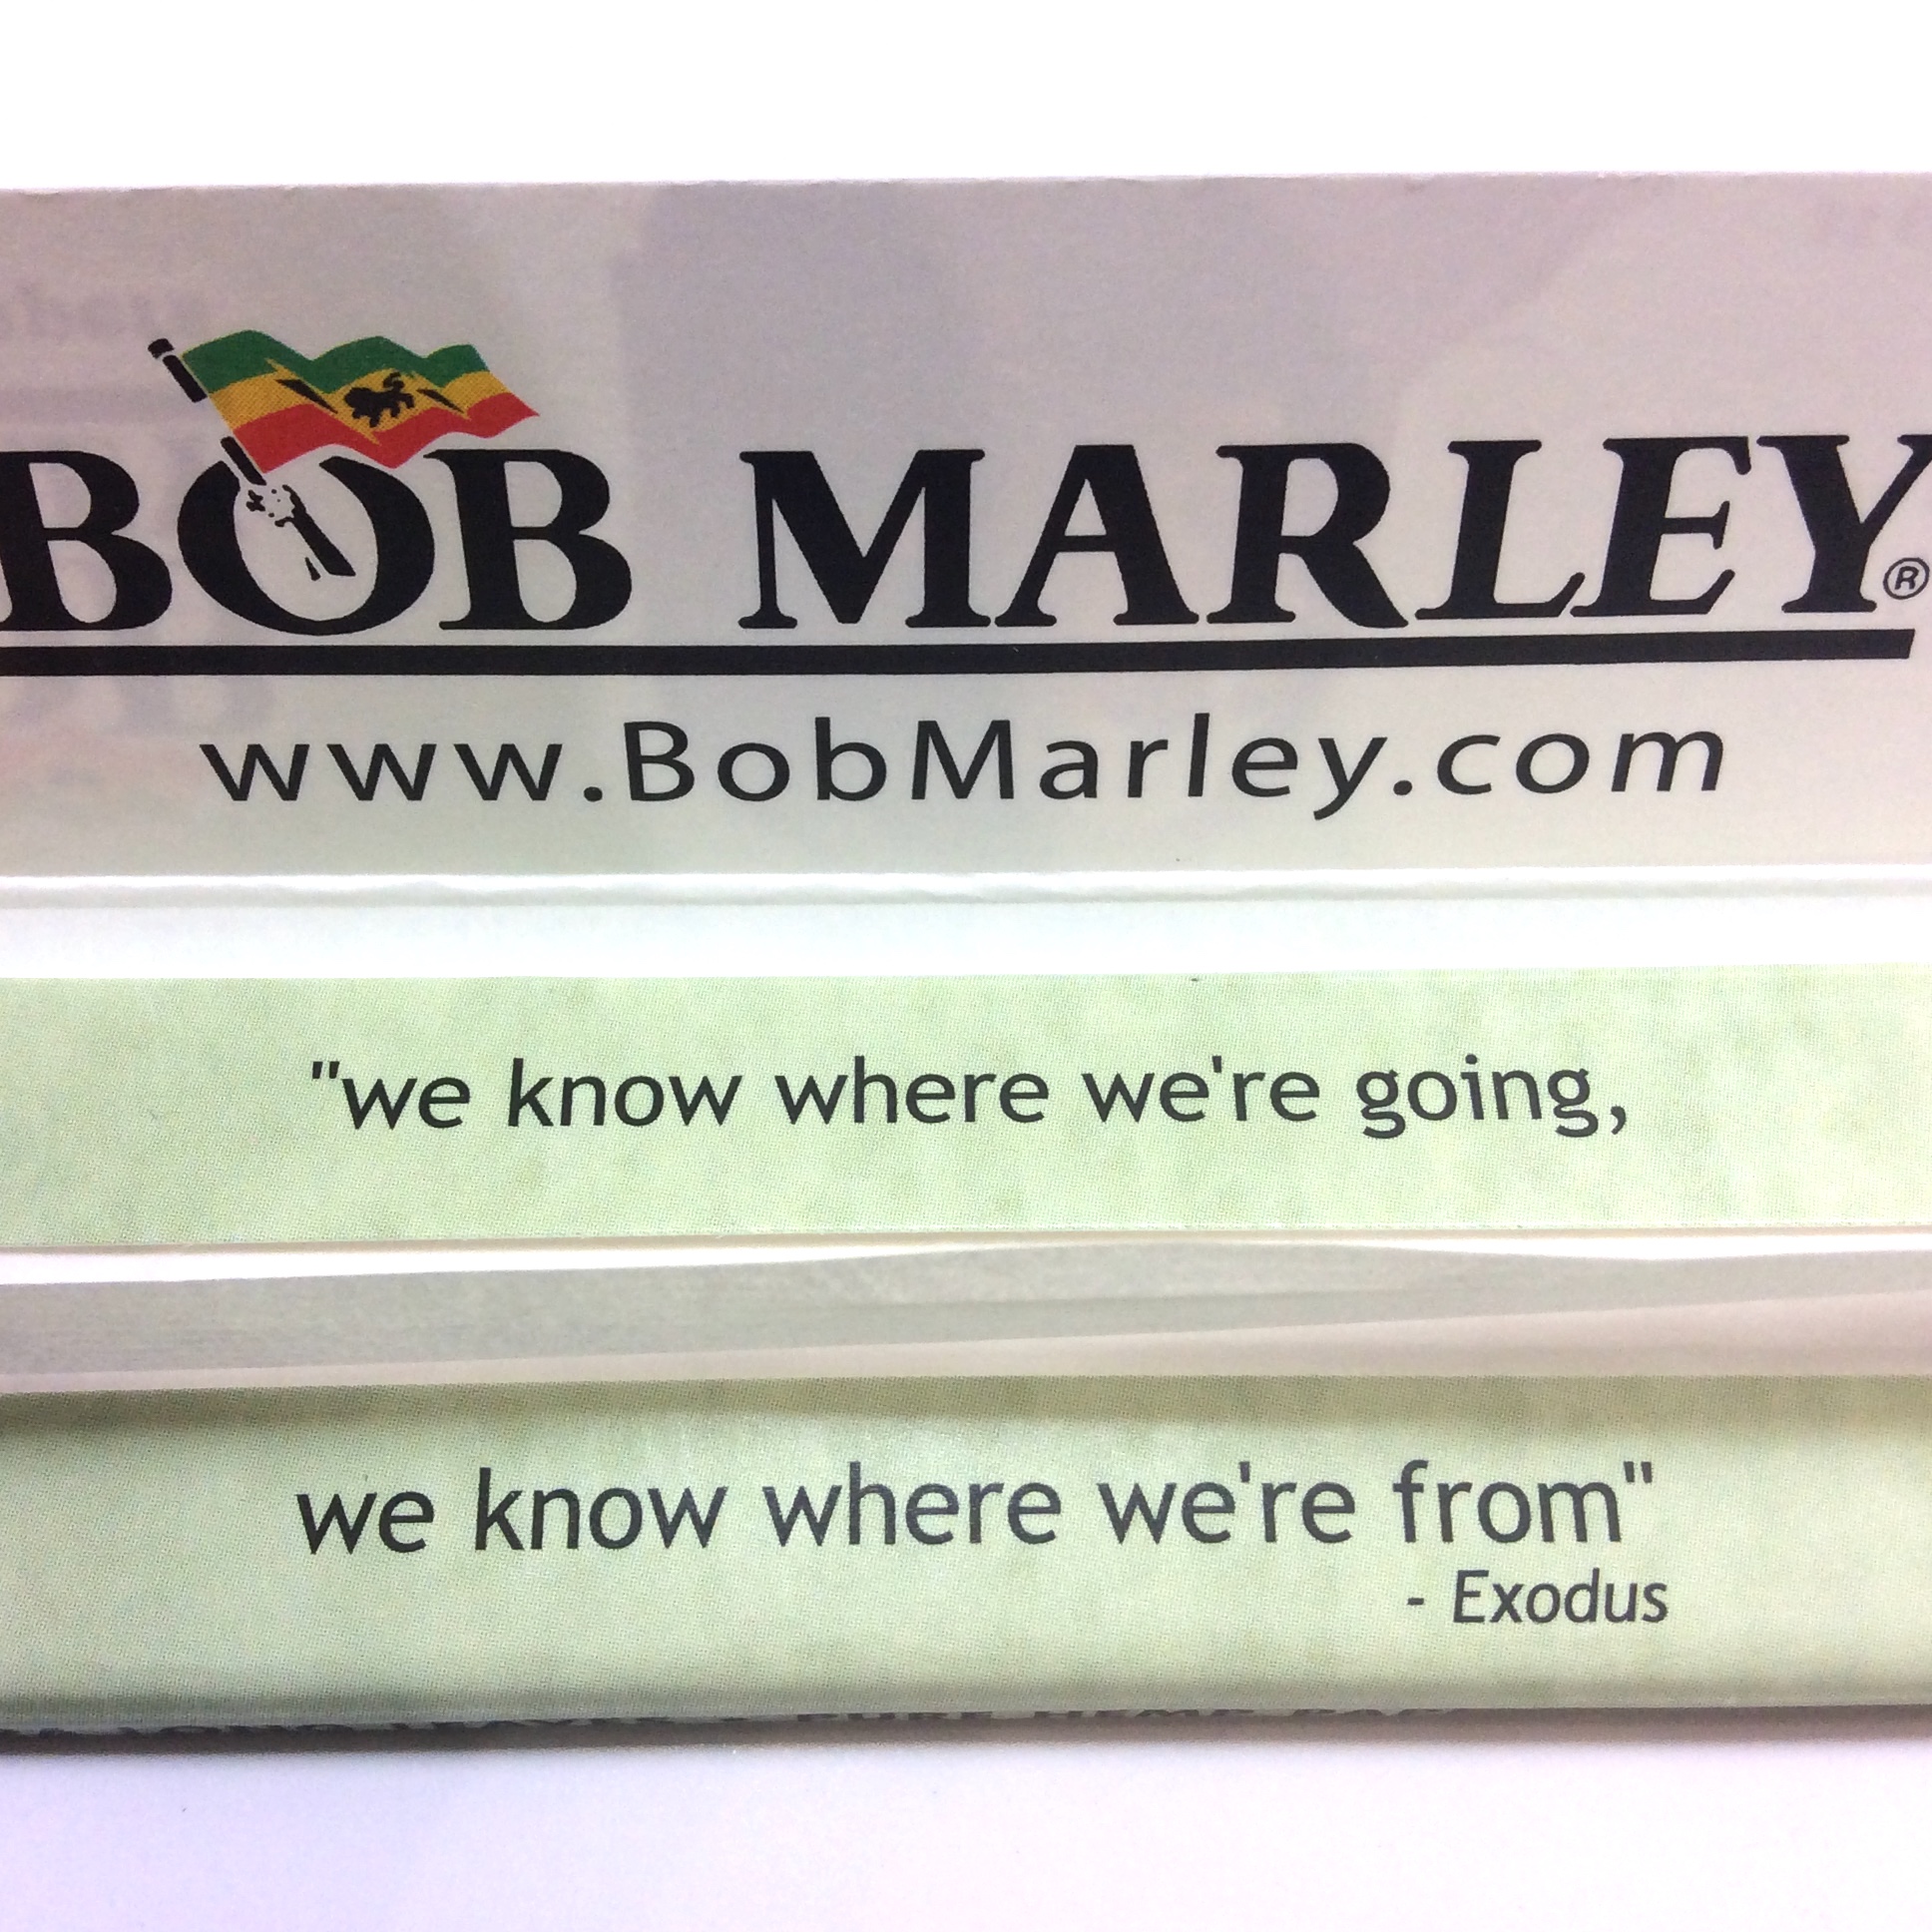 BOB MARLEY®
www.BobMarley.com
"we know where we're going,
we know where we're from"
- Exodus